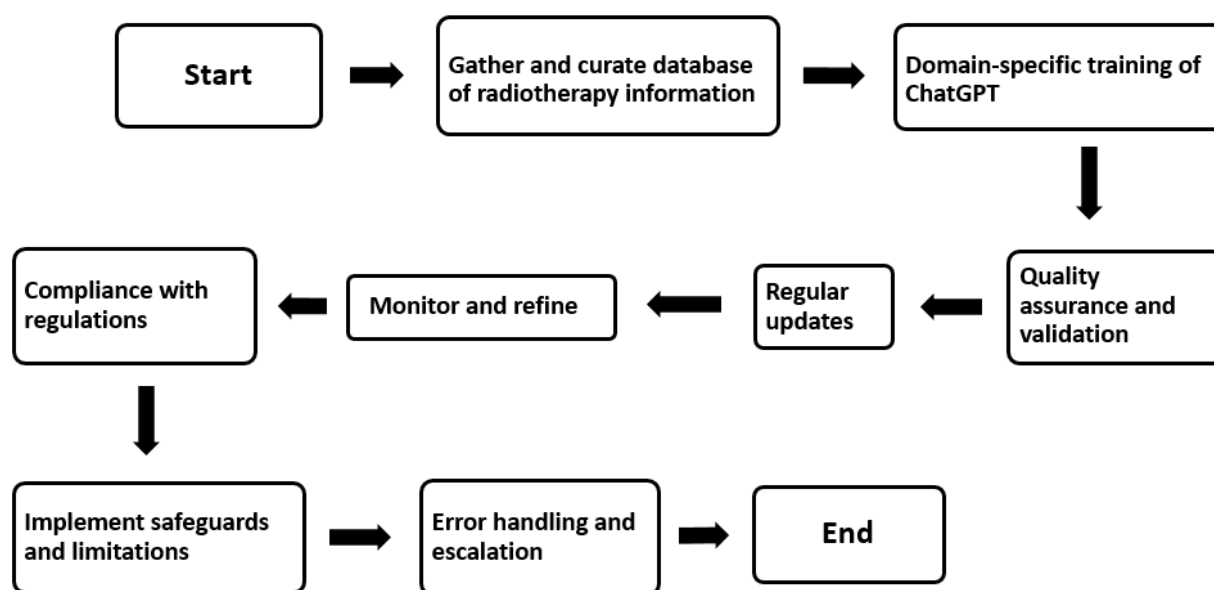 Start
Gather and curate database
of radiotherapy information
Domain-specific training of
ChatGPT
Quality
assurance and
validation
Regular
updates
Monitor and refine
Compliance with
regulations
Implement safeguards
and limitations
Error handling and
escalation
End